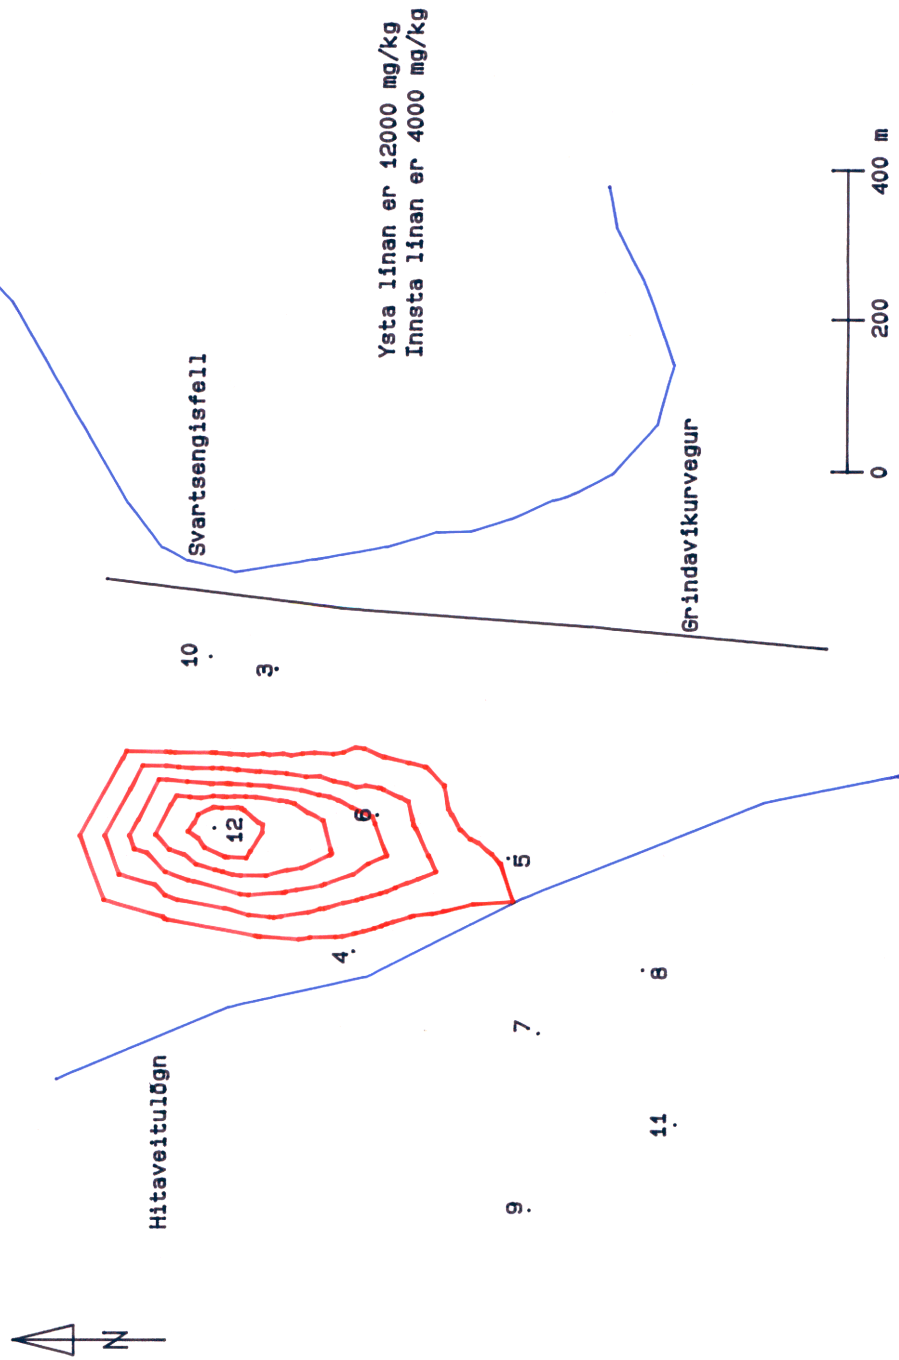 Ysta línan er 12000 mg/kg
Innsta línan er 4000 mg/kg
Svartsengisfell
Grindavíkurvegur
Hitaveitulögn
10
3
12
6
5
4
8
7
11
9
N
0 200 400 m